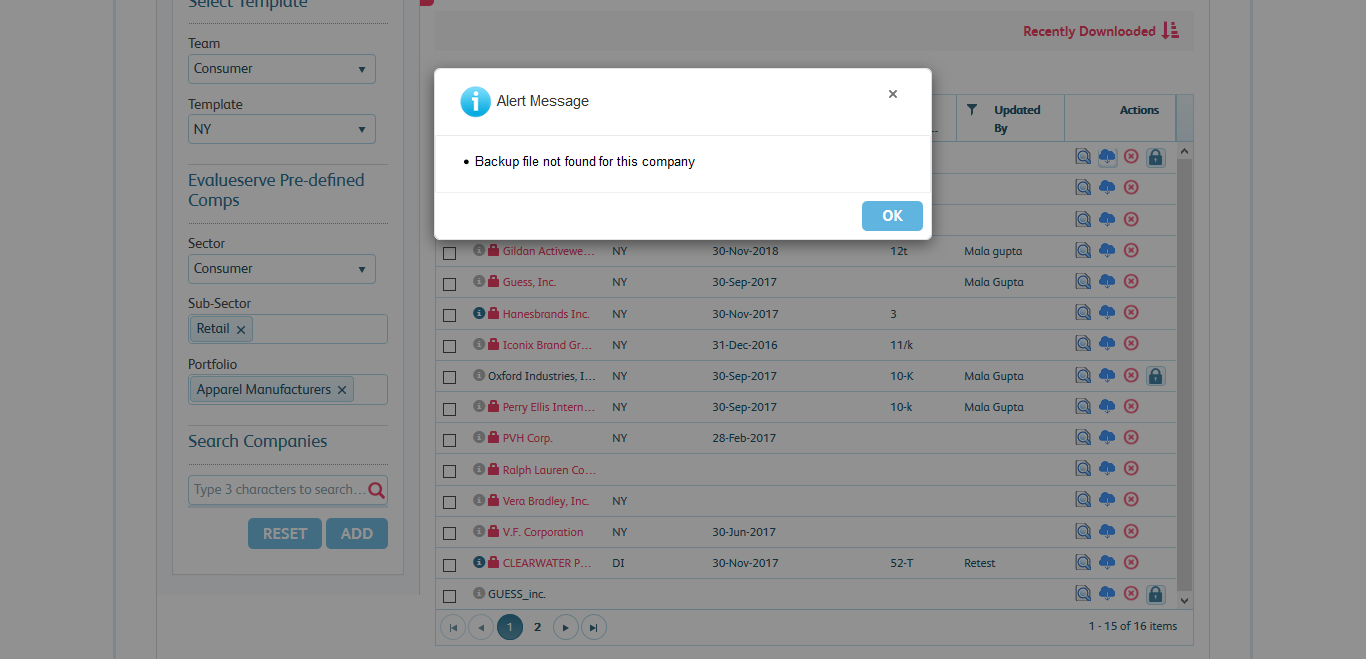 Select Template
Team
Consumer
Template
NY
Evalueserve Pre-defined
Comps
Sector
Consumer
Sub-Sector
Retail ×
Portfolio
Apparel Manufacturers ×
Search Companies
Type 3 characters to search...
RESET ADD
Recently Downloaded
Alert Message ×
• Backup file not found for this company
OK
... Updated By Actions
Gildan Activewe... NY 30-Nov-2018 12t Mala gupta
Guess, Inc. NY 30-Sep-2017 Mala Gupta
Hanesbrands Inc. NY 30-Nov-2017 3
Iconix Brand Gr... NY 31-Dec-2016 11/k
Oxford Industries, I... NY 30-Sep-2017 10-K Mala Gupta
Perry Ellis Intern... NY 30-Sep-2017 10-k Mala Gupta
PVH Corp. NY 28-Feb-2017
Ralph Lauren Co...
Vera Bradley, Inc. NY
V.F. Corporation NY 30-Jun-2017
CLEARWATER P... DI 30-Nov-2017 52-T Retest
GUESS_inc.
1 2 1 - 15 of 16 items